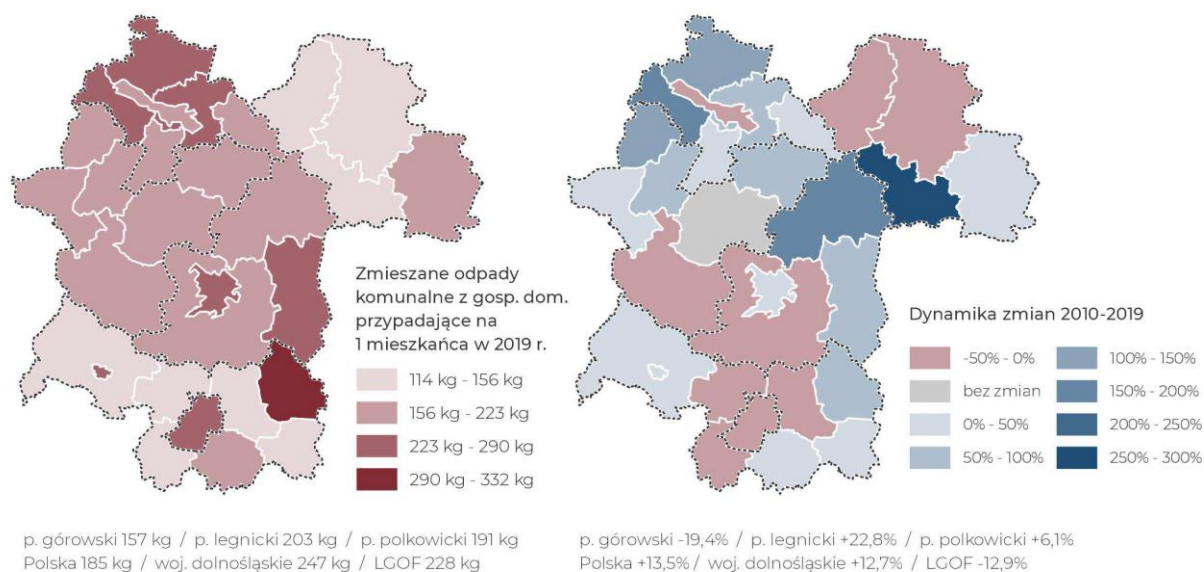 Zmieszane odpady
komunalne z gosp. dom.
przypadające na
1 mieszkańca w 2019 r.
114 kg - 156 kg
156 kg - 223 kg
223 kg - 290 kg
290 kg - 332 kg
Dynamika zmian 2010-2019
-50% - 0%
bez zmian
0% - 50%
50% - 100%
100% - 150%
150% - 200%
200% - 250%
250% - 300%
p. górowski 157 kg / p. legnicki 203 kg / p. polkowicki 191 kg
Polska 185 kg / woj. dolnośląskie 247 kg / LGOF 228 kg
p. górowski -19,4% / p. legnicki +22,8% / p. polkowicki +6,1%
Polska +13,5% / woj. dolnośląskie +12,7% / LGOF -12,9%